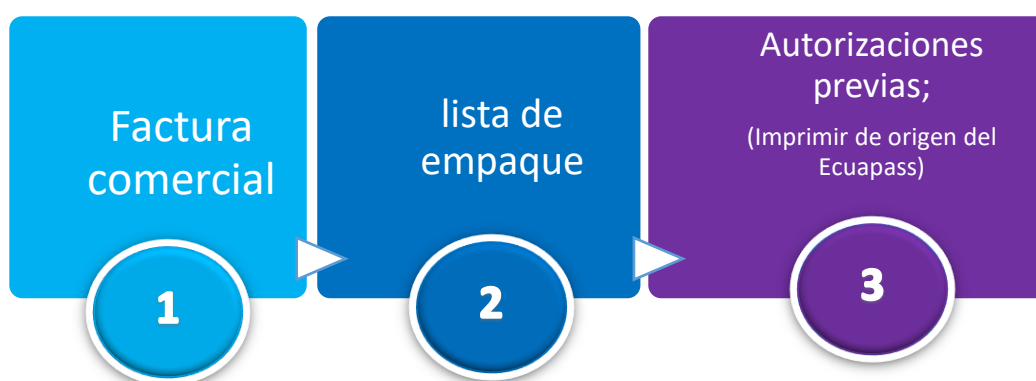 Factura
comercial
1
lista de
empaque
2
Autorizaciones
previas;
(Imprimir de origen del
Ecuapass)
3